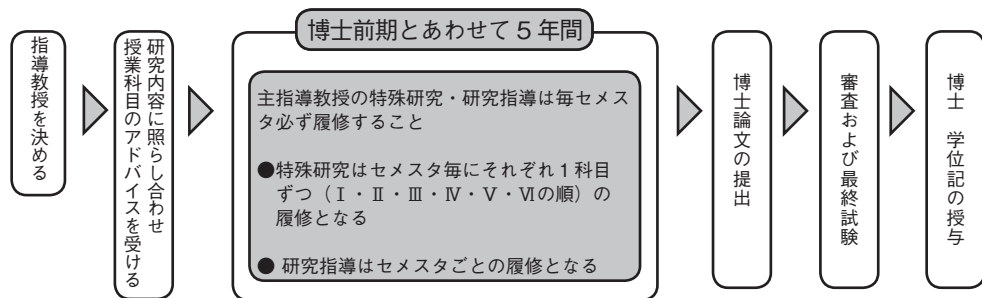 指導教授を決める
研究内容に照らし合わせ
授業科目のアドバイスを受ける
博士前期とあわせて5年間
主指導教授の特殊研究・研究指導は毎セメス
タ必ず履修すること
●特殊研究はセメスタ毎にそれぞれ1科目
ずつ（Ⅰ・Ⅱ・Ⅲ・Ⅳ・Ⅴ・Ⅵの順）の
履修となる
● 研究指導はセメスタごとの履修となる
博士論文の提出
審査および最終試験
博士　学位記の授与